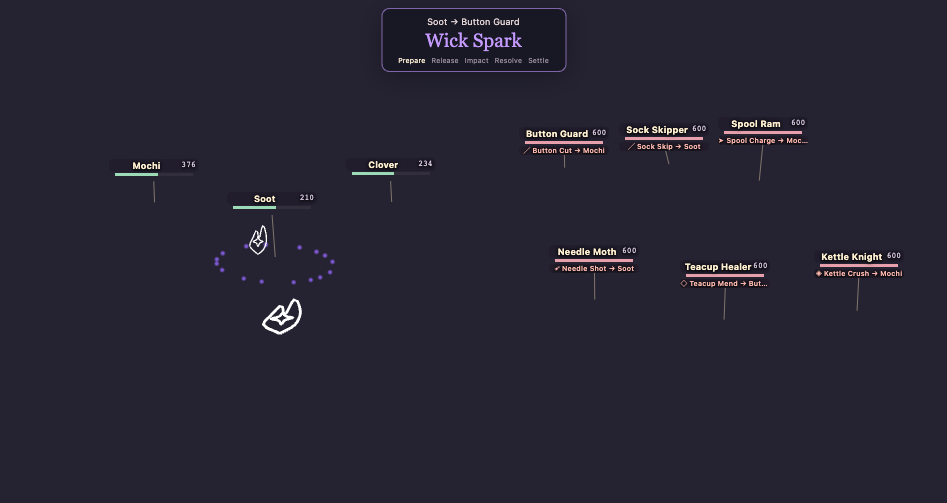 Soot → Button Guard
Wick Spark
Prepare Release Impact Resolve Settle
Mochi 376
Soot 210
Clover 234
Button Guard 600
Button Cut → Mochi
Sock Skipper 600
Sock Skip → Soot
Spool Ram 600
Spool Charge → Moc...
Needle Moth 600
Needle Shot → Soot
Teacup Healer 600
Teacup Mend → But...
Kettle Knight 600
Kettle Crush → Mochi